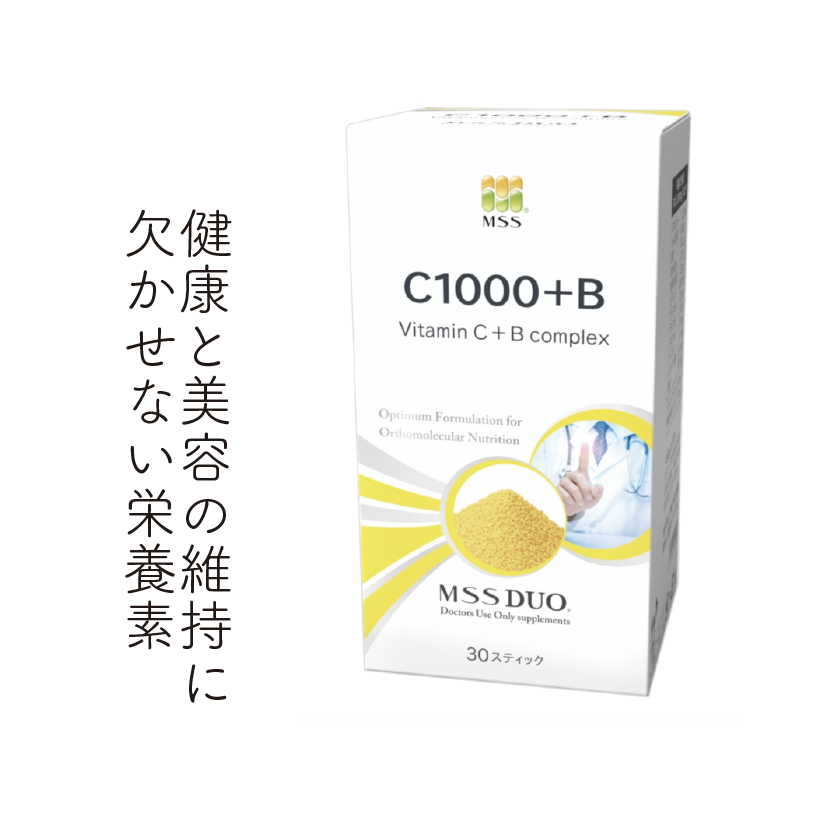 健康と美容の維持に
欠かせない栄養素
C1000+B
MSS
C1000+B
Vitamin C+B complex
Optimum Formulation for
Orthomolecular Nutrition
MSS DUO®
Doctors Use Only supplements
30スティック